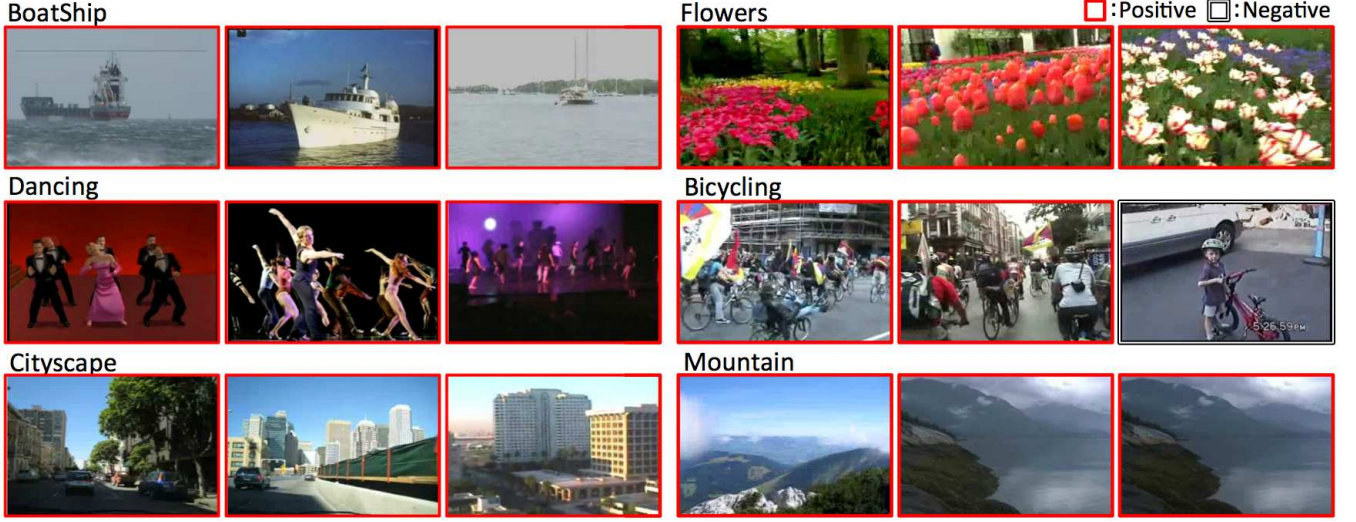 BoatShip
Flowers
:Positive :Negative
Dancing
Bicycling
5:26:59PM
Cityscape
Mountain